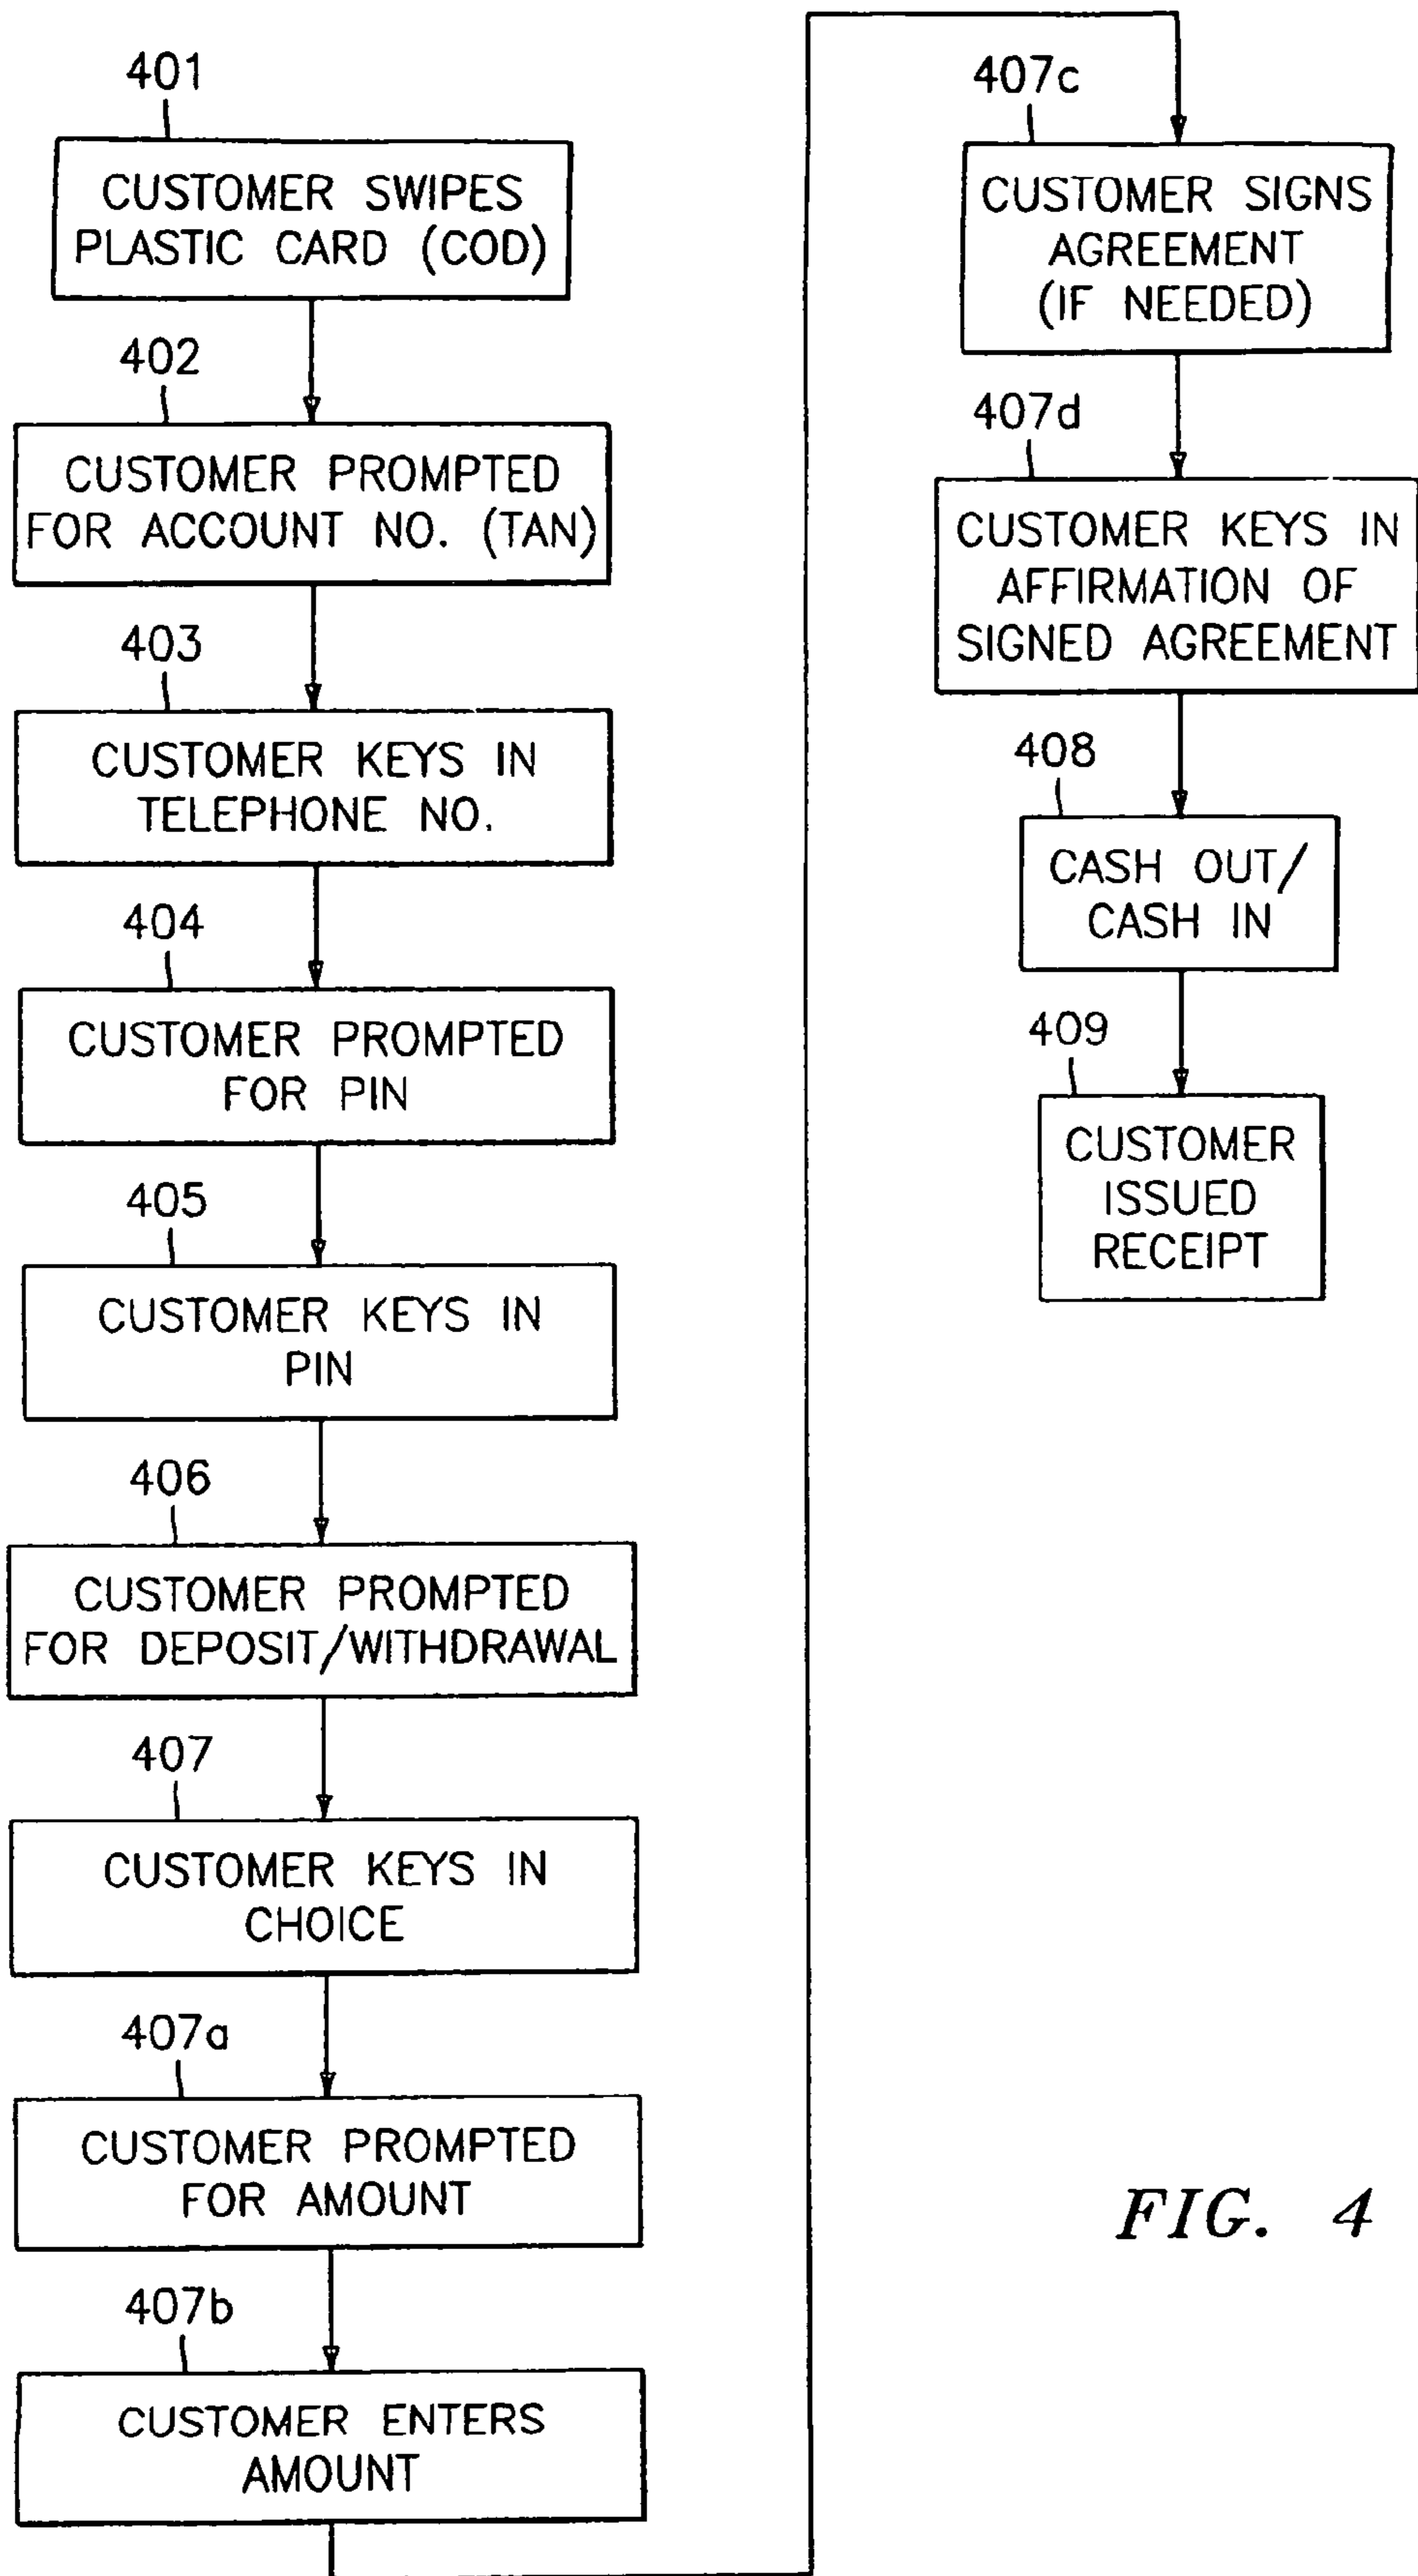 401
CUSTOMER SWIPES
PLASTIC CARD (COD)
402
CUSTOMER PROMPTED
FOR ACCOUNT NO. (TAN)
403
CUSTOMER KEYS IN
TELEPHONE NO.
404
CUSTOMER PROMPTED
FOR PIN
405
CUSTOMER KEYS IN
PIN
406
CUSTOMER PROMPTED
FOR DEPOSIT/WITHDRAWAL
407
CUSTOMER KEYS IN
CHOICE
407a
CUSTOMER PROMPTED
FOR AMOUNT
407b
CUSTOMER ENTERS
AMOUNT
407c
CUSTOMER SIGNS
AGREEMENT
(IF NEEDED)
407d
CUSTOMER KEYS IN
AFFIRMATION OF
SIGNED AGREEMENT
408
CASH OUT/
CASH IN
409
CUSTOMER
ISSUED
RECEIPT
FIG. 4